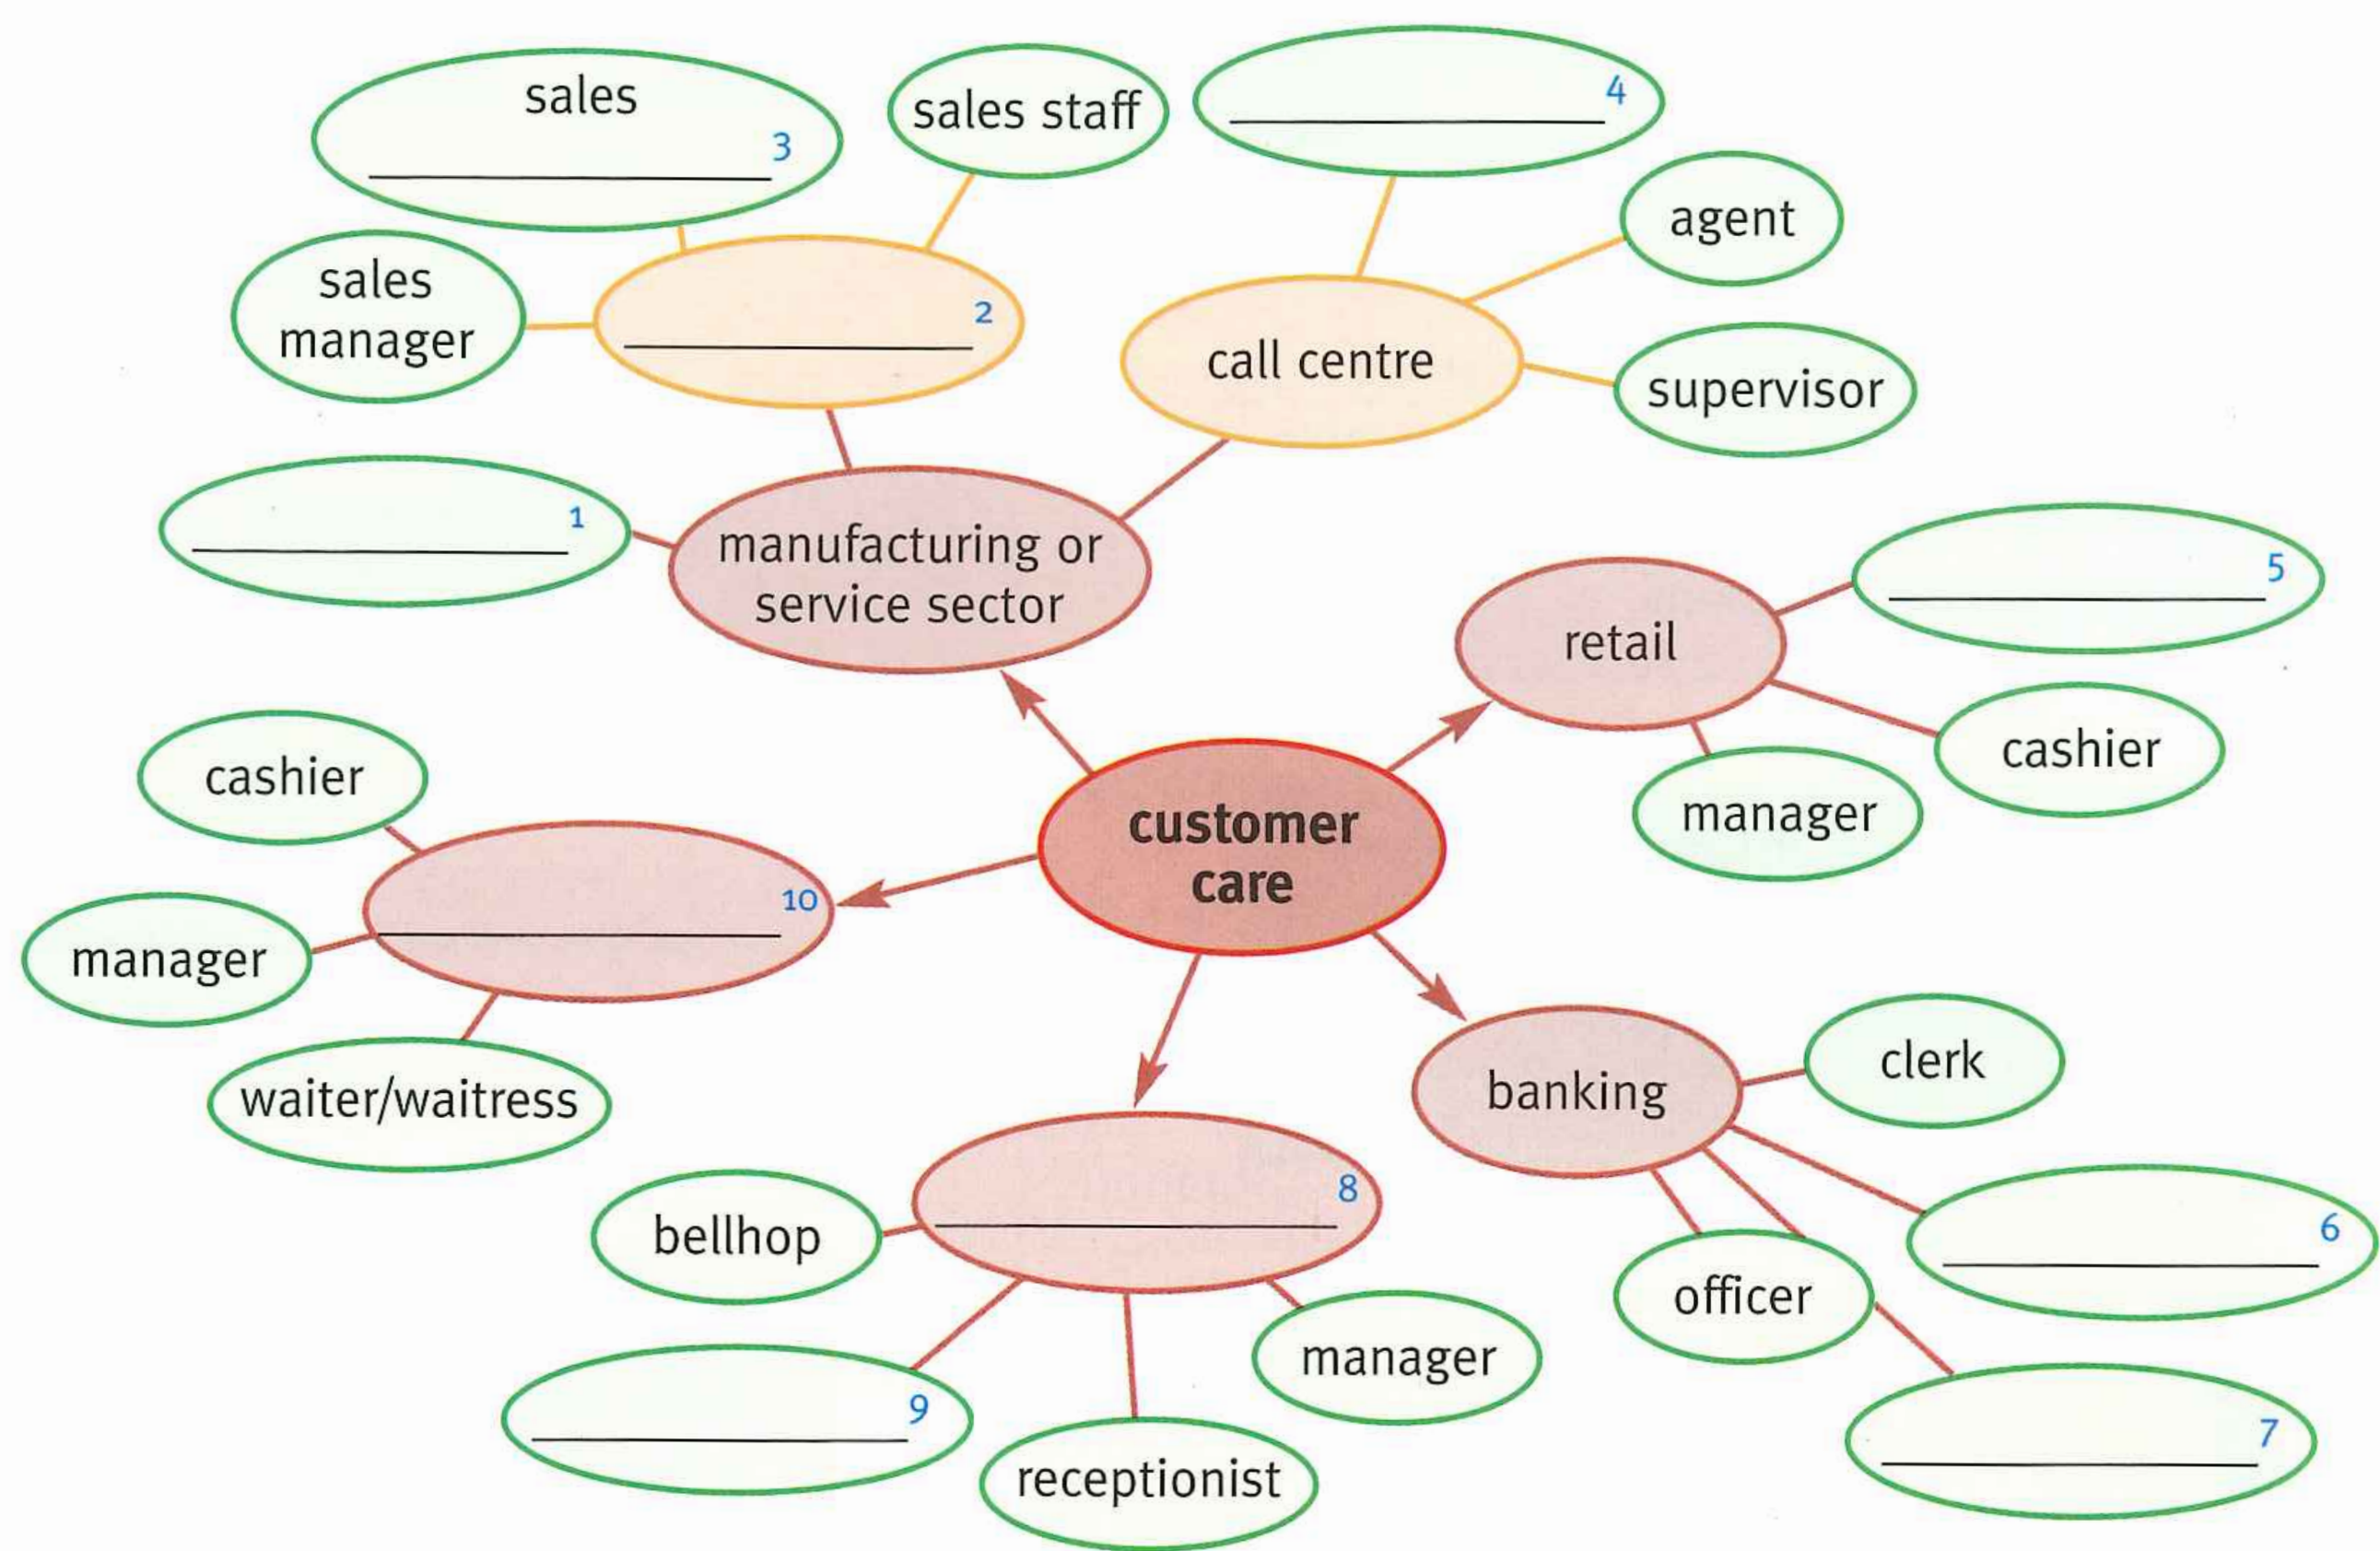 sales
3
sales staff
4
agent
sales
manager
2
call centre
supervisor
1
manufacturing or
service sector
5
retail
cashier
manager
cashier
customer
care
10
manager
waiter/waitress
banking
clerk
8
bellhop
6
officer
manager
9
receptionist
7